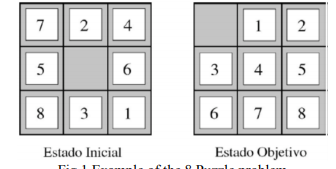 7 2 4
5 6
8 3 1
1 2
3 4 5
6 7 8
Estado Inicial
Estado Objetivo
Fig 1 Example of the 8 Puzzle problem